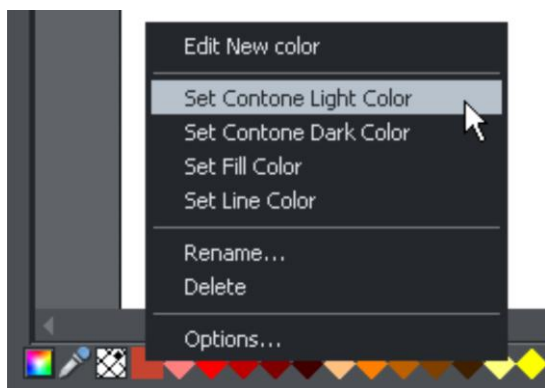 Edit New color
Set Contone Light Color
Set Contone Dark Color
Set Fill Color
Set Line Color
Rename...
Delete
Options...